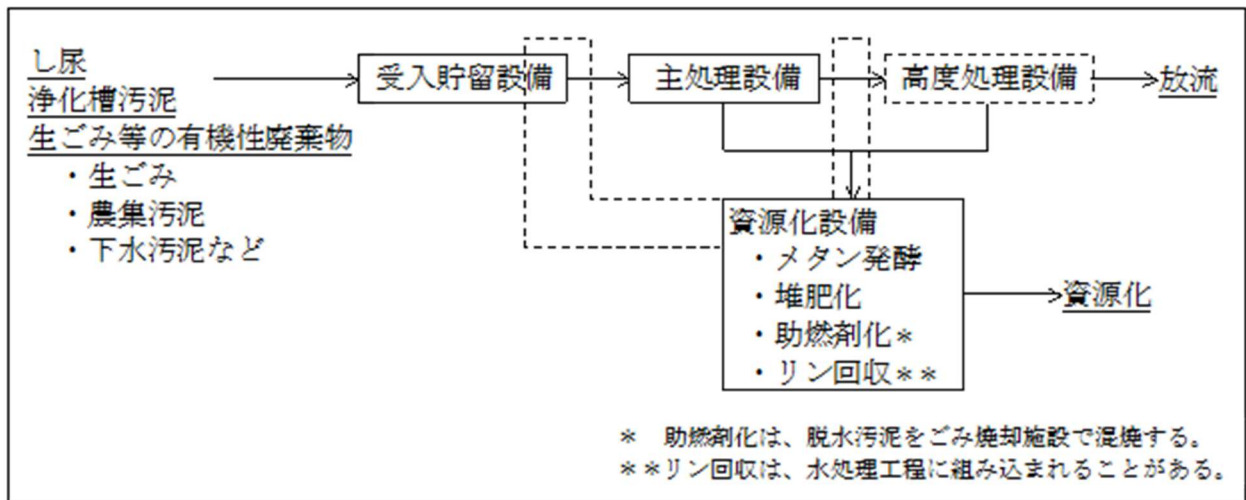 し尿
浄化槽汚泥
生ごみ等の有機性廃棄物
・生ごみ
・農集汚泥
・下水汚泥など
受入貯留設備
主処理設備
高度処理設備
放流
資源化設備
・メタン発酵
・堆肥化
・助燃剤化＊
・リン回収＊＊
資源化
＊　助燃剤化は、脱水汚泥をごみ焼却施設で混焼する。
＊＊リン回収は、水処理工程に組み込まれることがある。